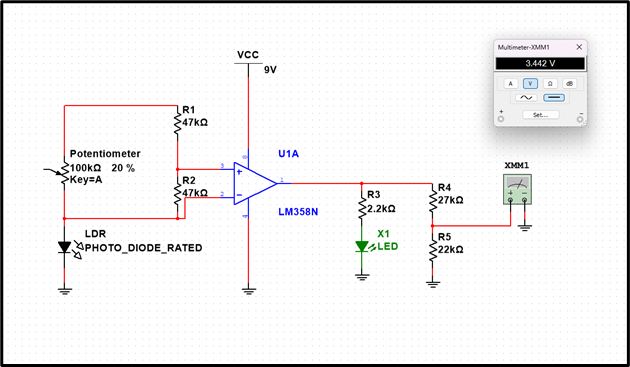 Multimeter-XMM1
3.442 V
A
V
Ω
dB
+
Set...
-
VCC
9V
R1
47kΩ
Potentiometer
100kΩ 20 %
Key=A
U1A
3
8
+
1
R2
47kΩ
2
-
4
LM358N
LDR
PHOTO_DIODE_RATED
R3
2.2kΩ
X1
LED
R4
27kΩ
R5
22kΩ
XMM1
+
-